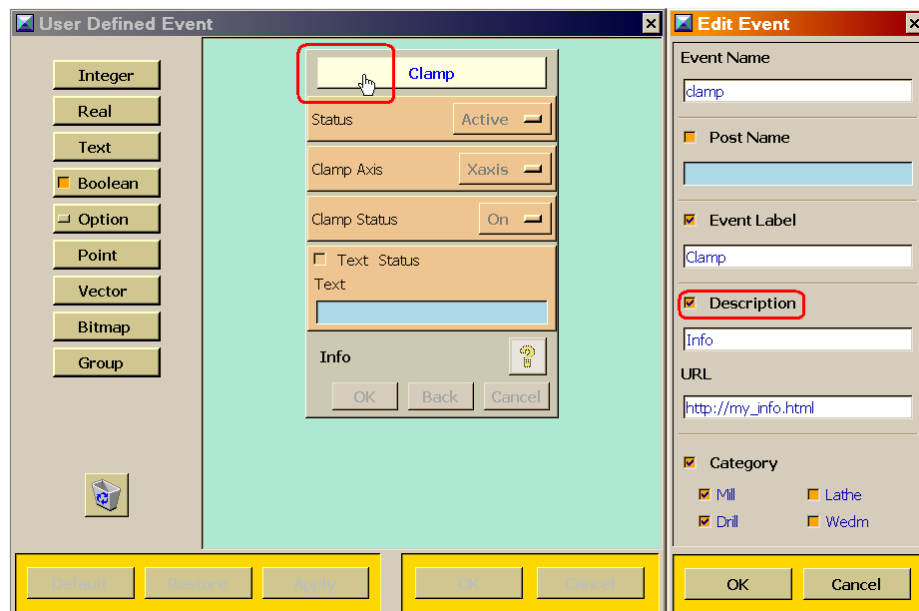 User Defined Event
Integer
Real
Text
Boolean
Option
Point
Vector
Bitmap
Group
Clamp
Status
Active
Clamp Axis
Xaxis
Clamp Status
On
Text Status
Text
Info
OK
Back
Cancel
Default
Restore
Apply
OK
Cancel
Edit Event
Event Name
clamp
Post Name
Event Label
Clamp
Description
Info
URL
http://my_info.html
Category
Mill
Lathe
Drill
Wedm
OK
Cancel